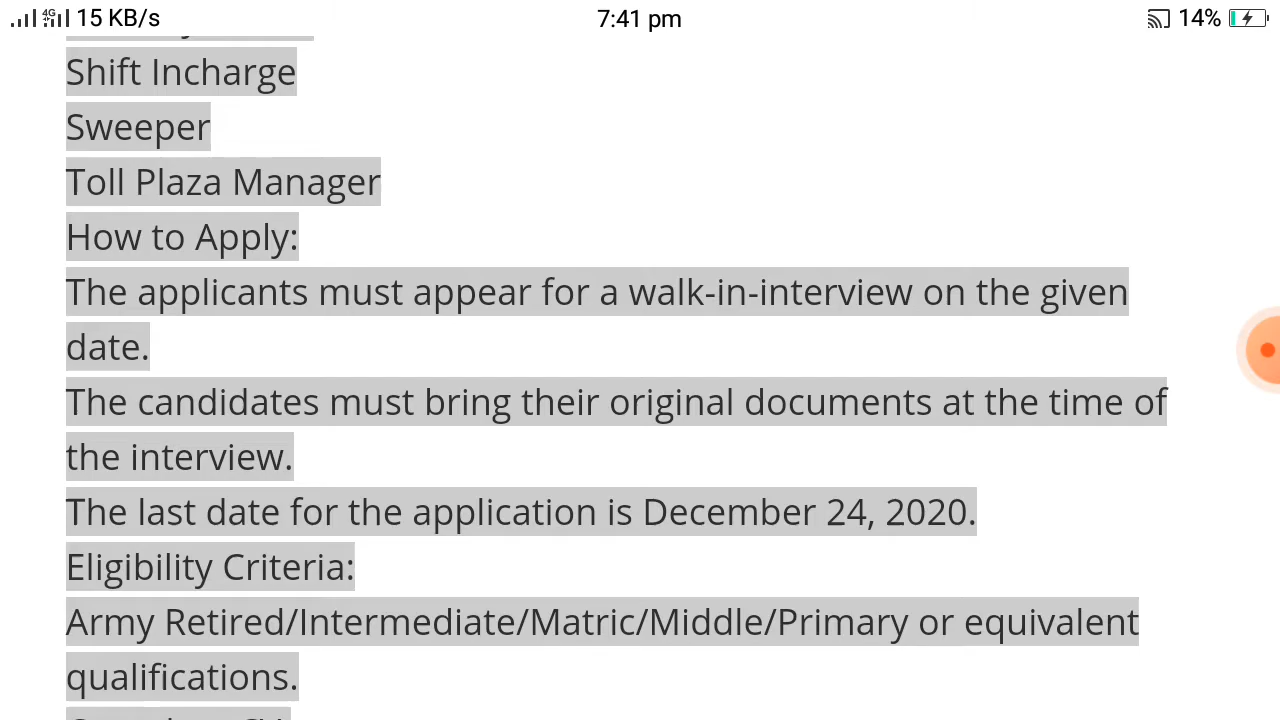 15 KB/s 7:41 pm 14%
4G
Shift Incharge
Sweeper
Toll Plaza Manager
How to Apply:
The applicants must appear for a walk-in-interview on the given
date.
The candidates must bring their original documents at the time of
the interview.
The last date for the application is December 24, 2020.
Eligibility Criteria:
Army Retired/Intermediate/Matric/Middle/Primary or equivalent
qualifications.